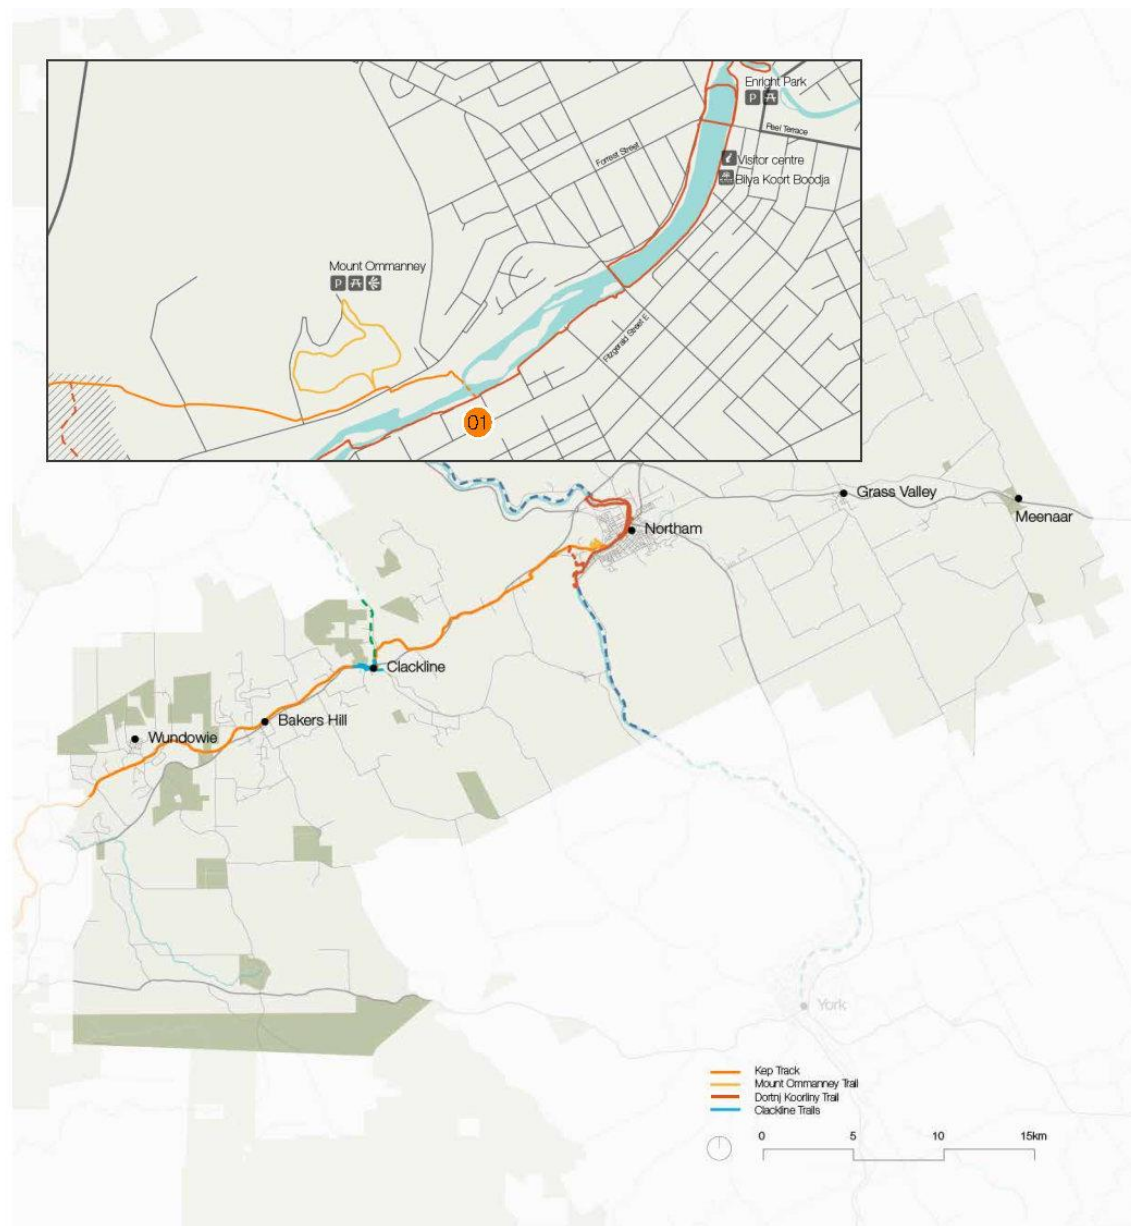 Enright Park
P
Peel Terrace
Forrest Street
Visitor centre
Bilya Koort Boodja
Mount Ommanney
P
Fitzgerald Street E
01
Grass Valley
Meenaar
Northam
Clackline
Bakers Hill
Wundowie
York
Kep Track
Mount Ommanney Trail
Dortnj Koorliny Trail
Clackline Trails
0 5 10 15km